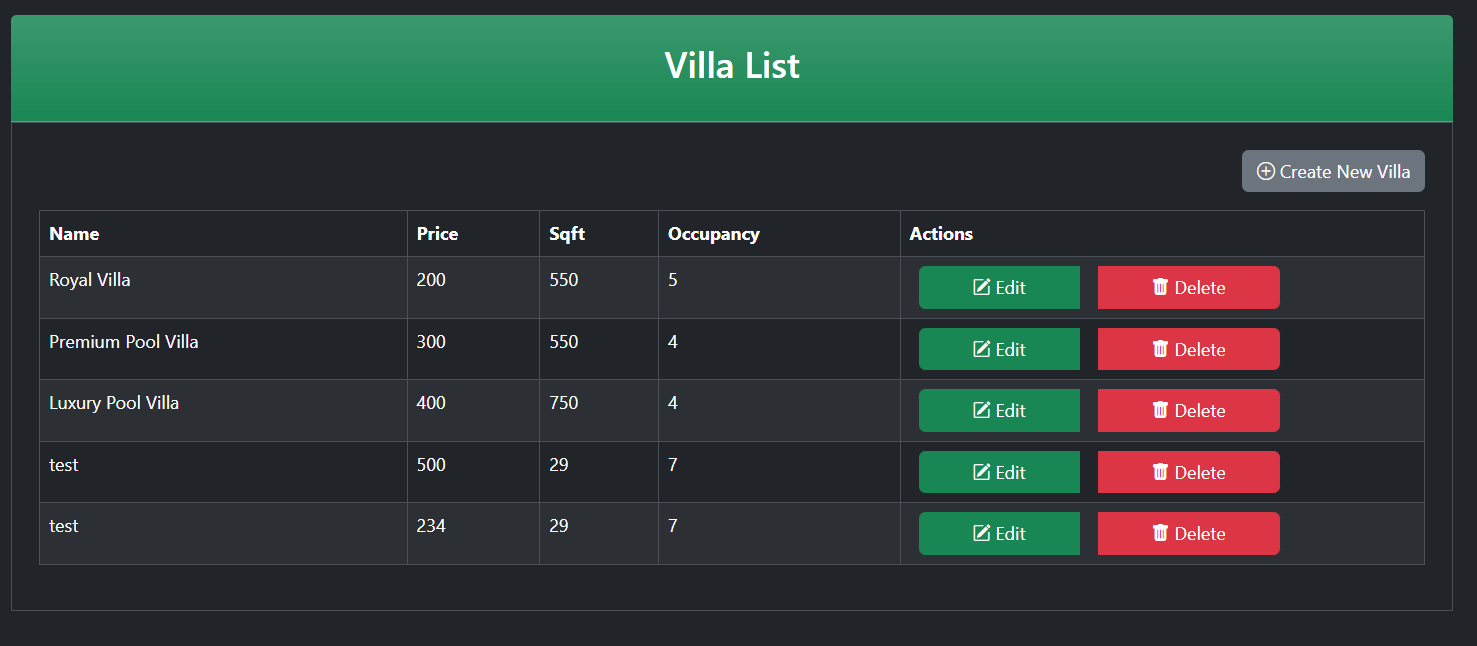 Villa List
Create New Villa
Name Price Sqft Occupancy Actions
Royal Villa 200 550 5 Edit Delete
Premium Pool Villa 300 550 4 Edit Delete
Luxury Pool Villa 400 750 4 Edit Delete
test 500 29 7 Edit Delete
test 234 29 7 Edit Delete